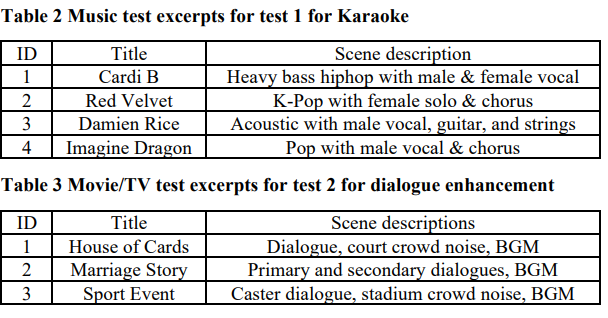 Table 2 Music test excerpts for test 1 for Karaoke
ID Title Scene description
1 Cardi B Heavy bass hiphop with male & female vocal
2 Red Velvet K-Pop with female solo & chorus
3 Damien Rice Acoustic with male vocal, guitar, and strings
4 Imagine Dragon Pop with male vocal & chorus
Table 3 Movie/TV test excerpts for test 2 for dialogue enhancement
ID Title Scene descriptions
1 House of Cards Dialogue, court crowd noise, BGM
2 Marriage Story Primary and secondary dialogues, BGM
3 Sport Event Caster dialogue, stadium crowd noise, BGM